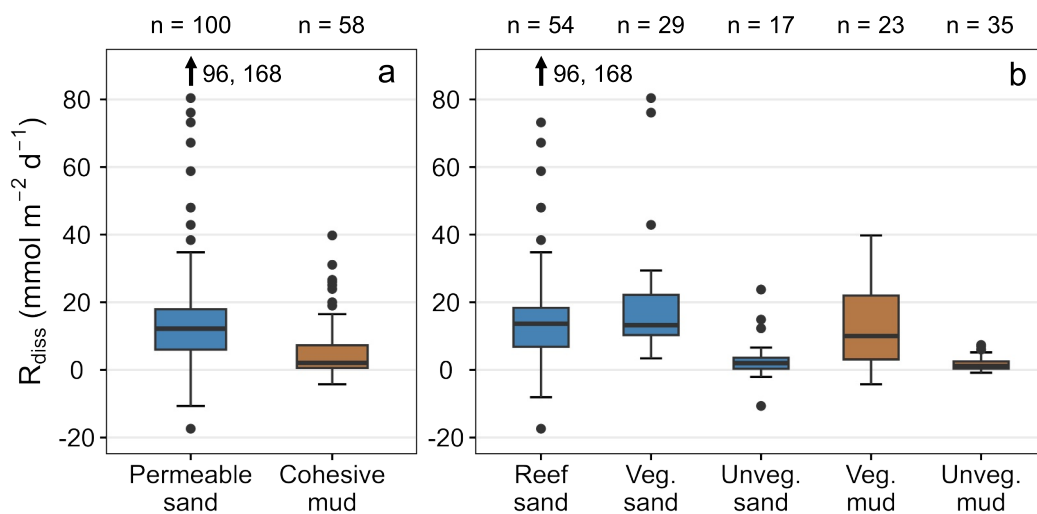 n = 100 n = 58 n = 54 n = 29 n = 17 n = 23 n = 35
96, 168 a 96, 168 b
R_diss (mmol m⁻² d⁻¹)
80 80
60 60
40 40
20 20
0 0
-20 -20
Permeable Cohesive Reef Veg. Unveg. Veg. Unveg.
sand mud sand sand sand mud mud